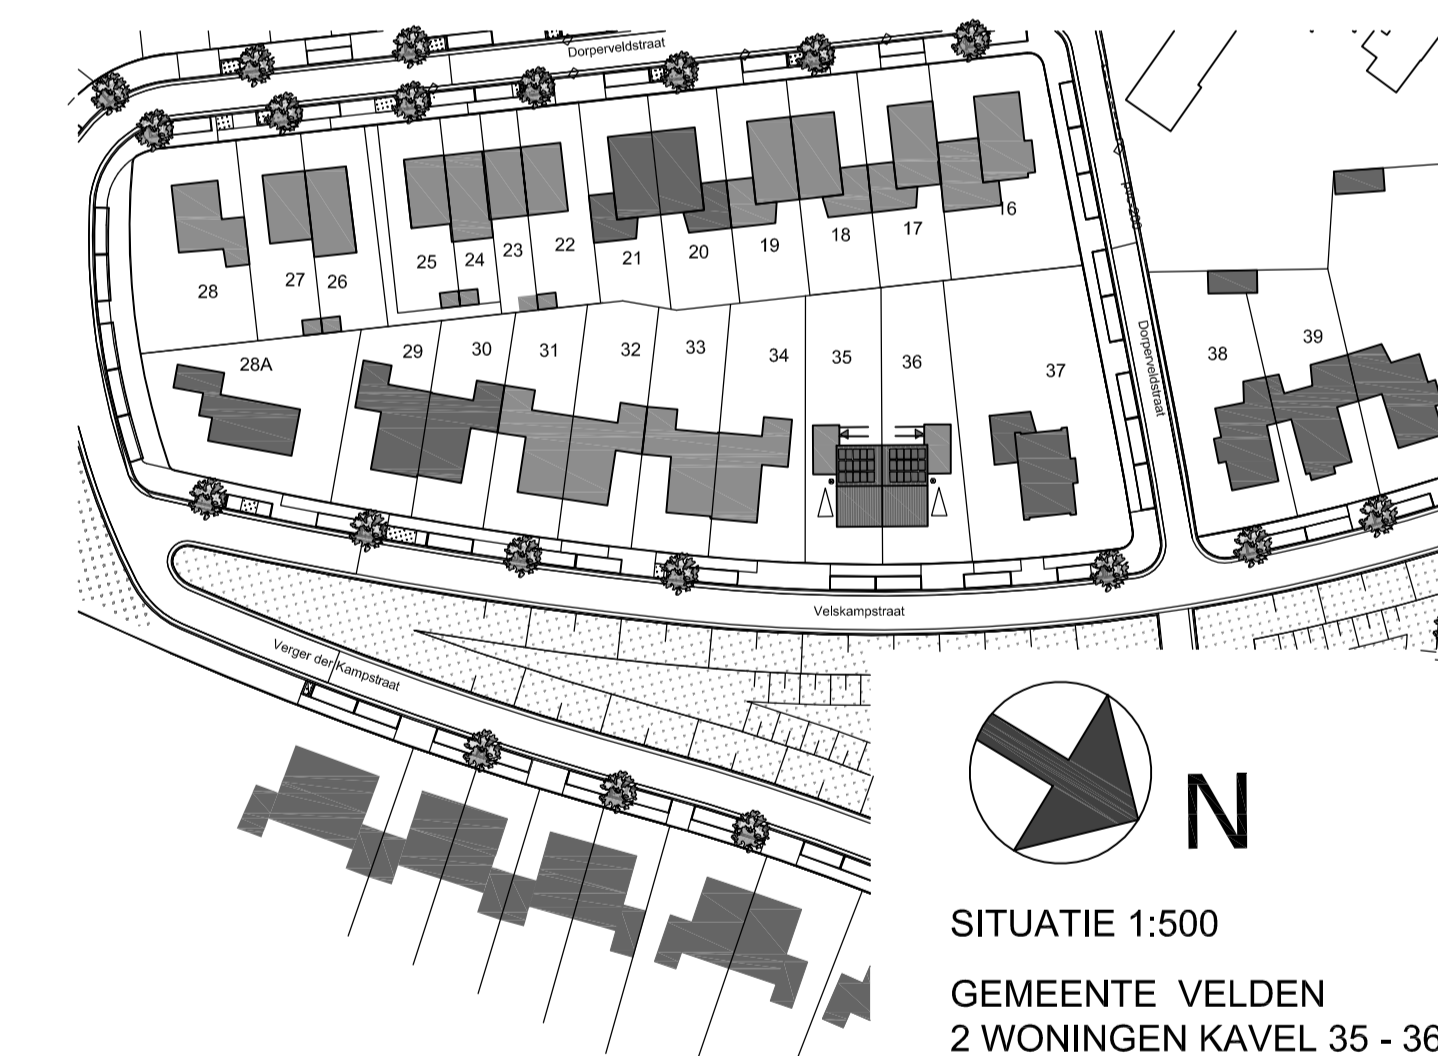 Dorperveldstraat
28
27
26
25
24
23
22
21
20
19
18
17
16
28A
29
30
31
32
33
34
35
36
37
38
39
Dorperveldstraat
Velskampstraat
Verger der Kampstraat
N
SITUATIE 1:500
GEMEENTE VELDEN
2 WONINGEN KAVEL 35 - 36